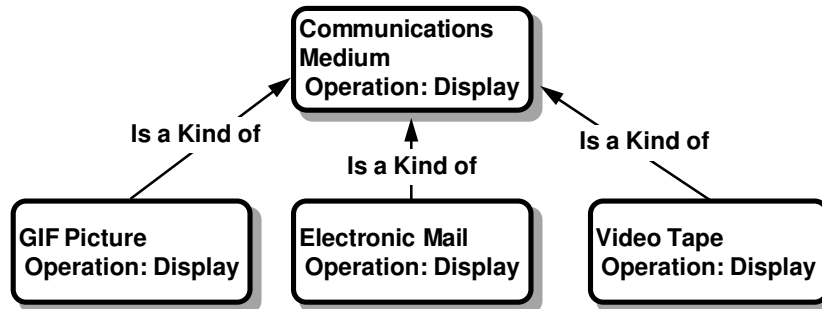 Communications
Medium
Operation: Display
Is a Kind of
Is a Kind of
Is a Kind of
GIF Picture
Operation: Display
Electronic Mail
Operation: Display
Video Tape
Operation: Display